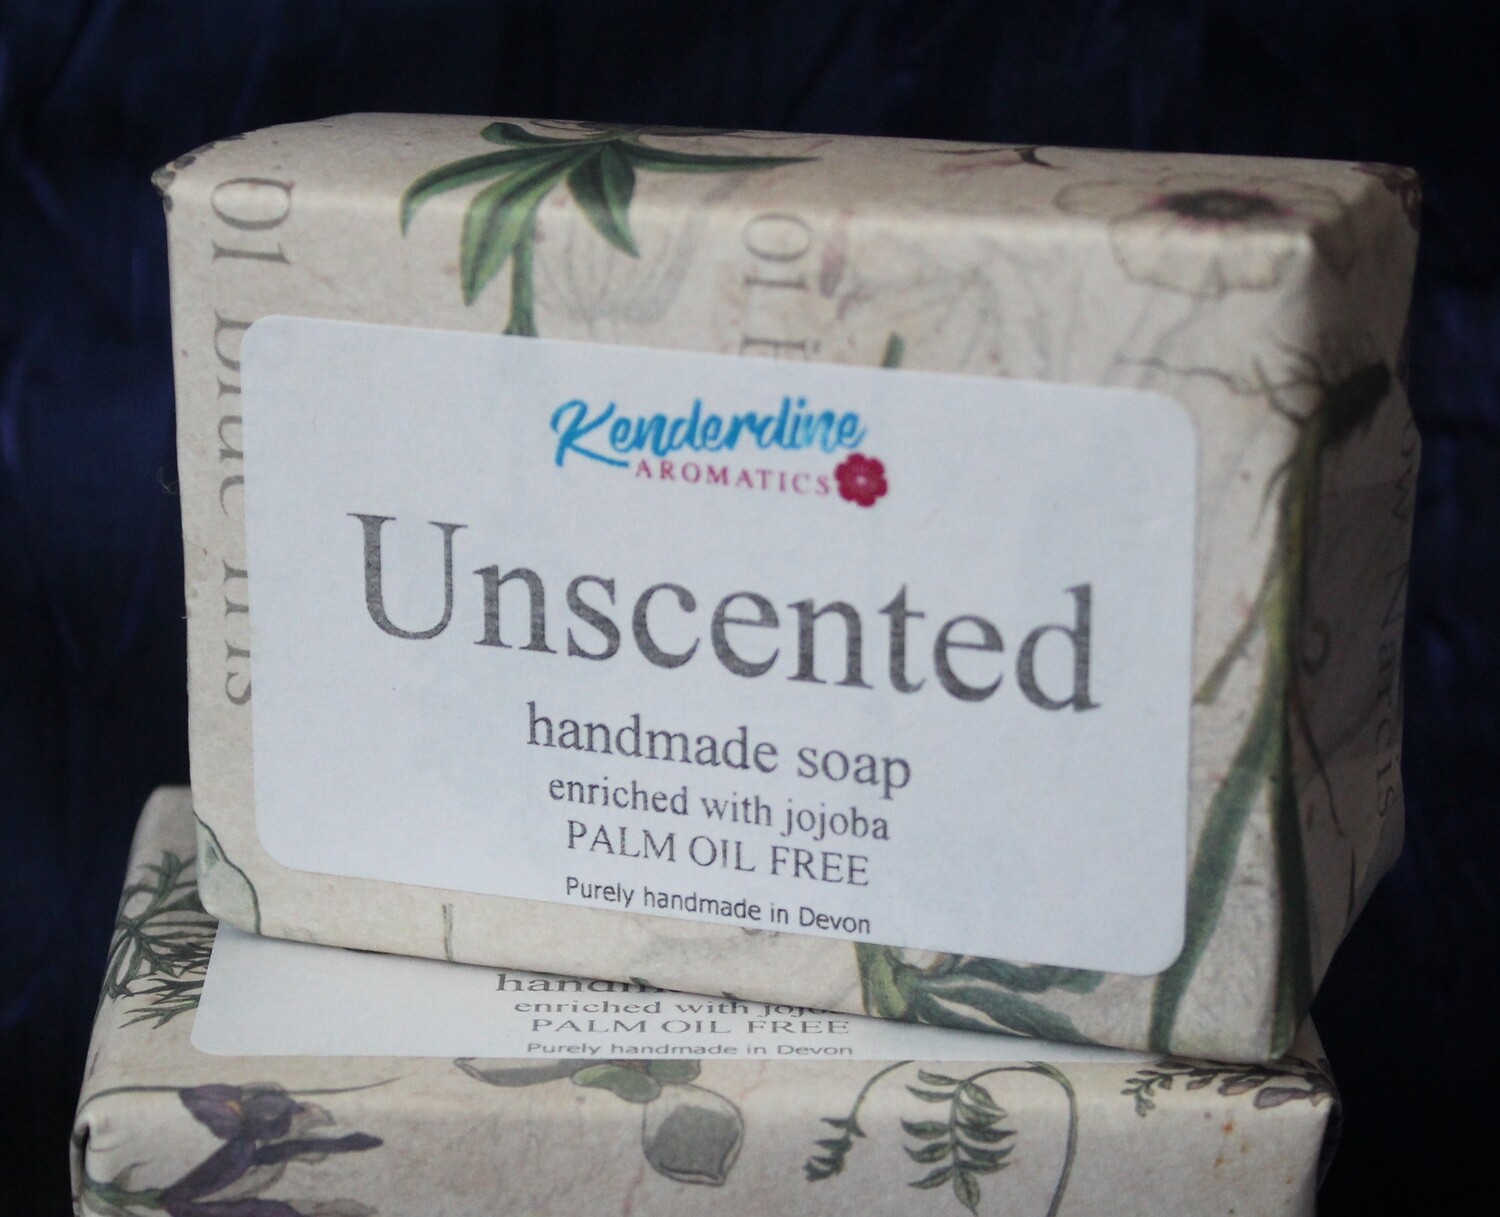 Kenderdine
AROMATICS
Unscented
handmade soap
enriched with jojoba
PALM OIL FREE
Purely handmade in Devon
enriched with
PALM OIL FREE
Purely handmade in Devon